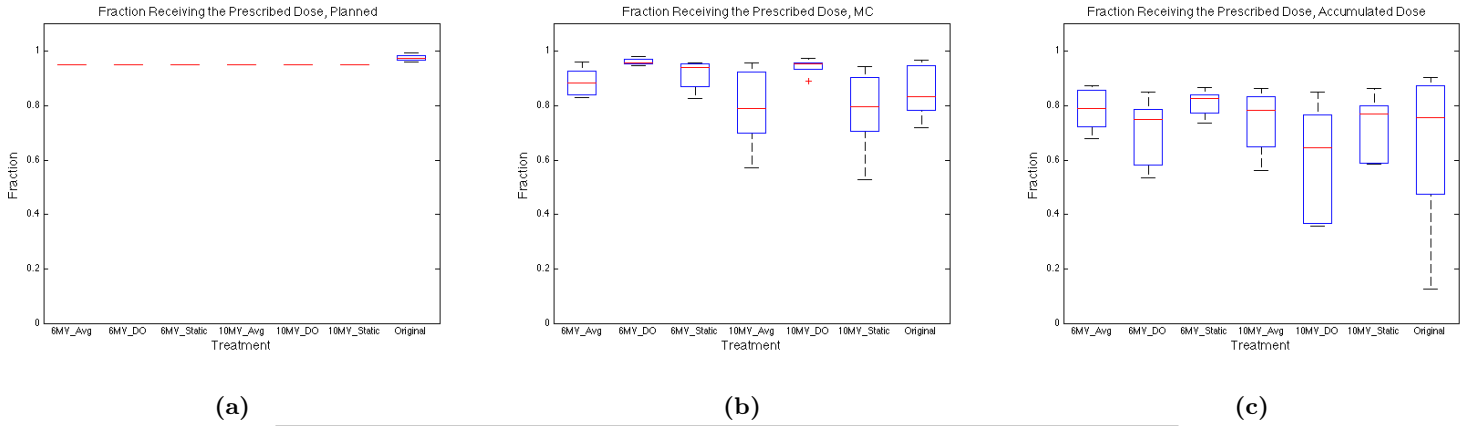 Fraction Receiving the Prescribed Dose, Planned
1
0.8
0.6
0.4
0.2
0
Fraction
6MV_Avg 6MV_DO 6MV_Static 10MV_Avg 10MV_DO 10MV_Static Original
Treatment
(a)
Fraction Receiving the Prescribed Dose, MC
1
0.8
0.6
0.4
0.2
0
Fraction
6MV_Avg 6MV_DO 6MV_Static 10MV_Avg 10MV_DO 10MV_Static Original
Treatment
(b)
Fraction Receiving the Prescribed Dose, Accumulated Dose
1
0.8
0.6
0.4
0.2
0
Fraction
6MV_Avg 6MV_DO 6MV_Static 10MV_Avg 10MV_DO 10MV_Static Original
Treatment
(c)